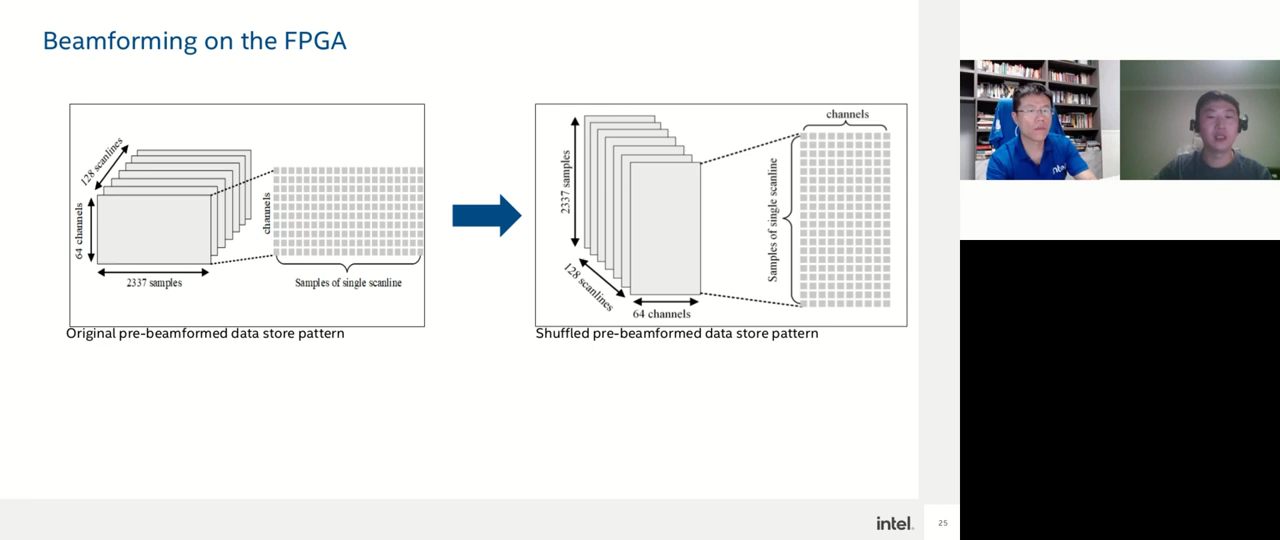 Beamforming on the FPGA
128 scanlines
64 channels
2337 samples
channels
Samples of single scanline
Original pre-beamformed data store pattern
2337 samples
128 scanlines
64 channels
channels
Samples of single scanline
Shuffled pre-beamformed data store pattern
intel.
25